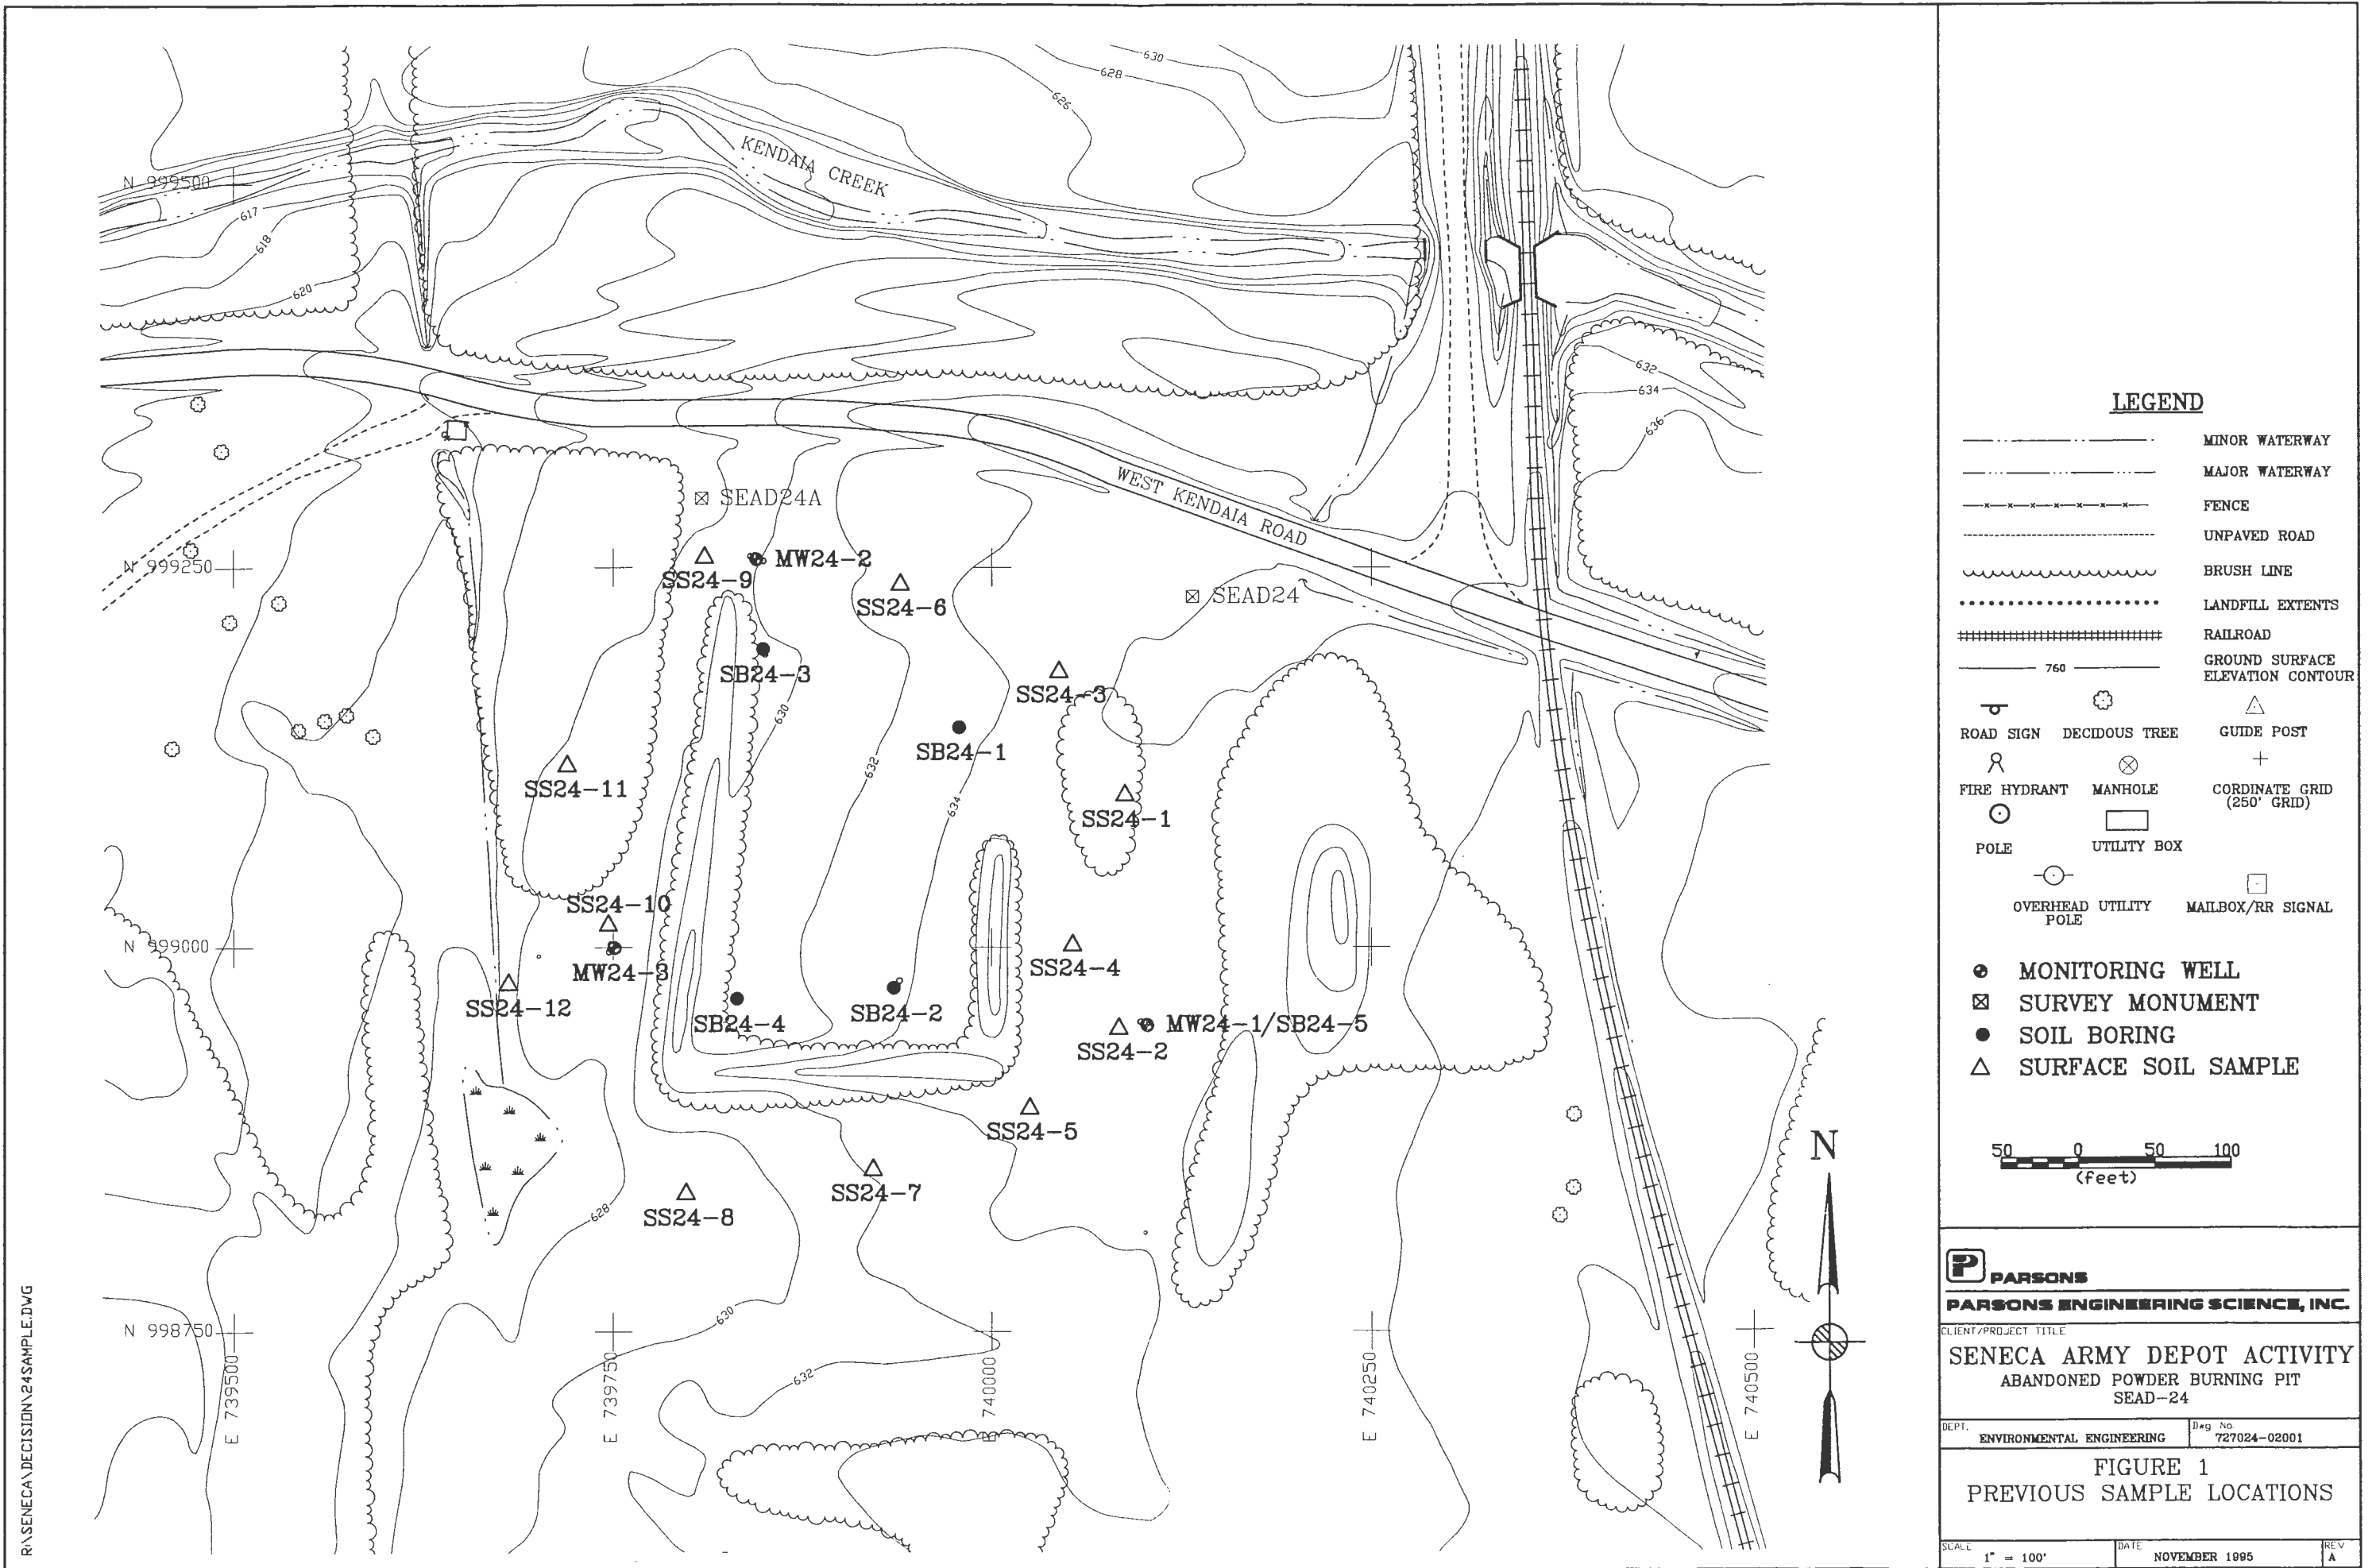 630
628
626
KENDAIA CREEK
N 999500
617
618
620
632
634
636
WEST KENDAIA ROAD
SEAD24A
N 999250
SS24-9
MW24-2
SS24-6
SEAD24
SB24-3
SS24-3
630
632
SB24-1
634
SS24-11
SS24-1
SS24-10
N 999000
MW24-3
SS24-4
SS24-12
SB24-4
SB24-2
MW24-1/SB24-5
SS24-2
SS24-5
SS24-7
SS24-8
628
630
632
N 998750
E 739500
E 739750
E 740000
E 740250
E 740500
N
R:\SENECA\DECISION\24SAMPLE.DWG
LEGEND
MINOR WATERWAY
MAJOR WATERWAY
FENCE
UNPAVED ROAD
BRUSH LINE
LANDFILL EXTENTS
RAILROAD
760
GROUND SURFACE
ELEVATION CONTOUR
ROAD SIGN
DECIDOUS TREE
GUIDE POST
FIRE HYDRANT
MANHOLE
CORDINATE GRID
(250' GRID)
POLE
UTILITY BOX
OVERHEAD UTILITY
POLE
MAILBOX/RR SIGNAL
MONITORING WELL
SURVEY MONUMENT
SOIL BORING
SURFACE SOIL SAMPLE
50 0 50 100
(feet)
P PARSONS
PARSONS ENGINEERING SCIENCE, INC.
CLIENT/PROJECT TITLE
SENECA ARMY DEPOT ACTIVITY
ABANDONED POWDER BURNING PIT
SEAD-24
DEPT.
ENVIRONMENTAL ENGINEERING
Dwg No.
727024-02001
FIGURE 1
PREVIOUS SAMPLE LOCATIONS
SCALE
1" = 100'
DATE
NOVEMBER 1995
REV
A